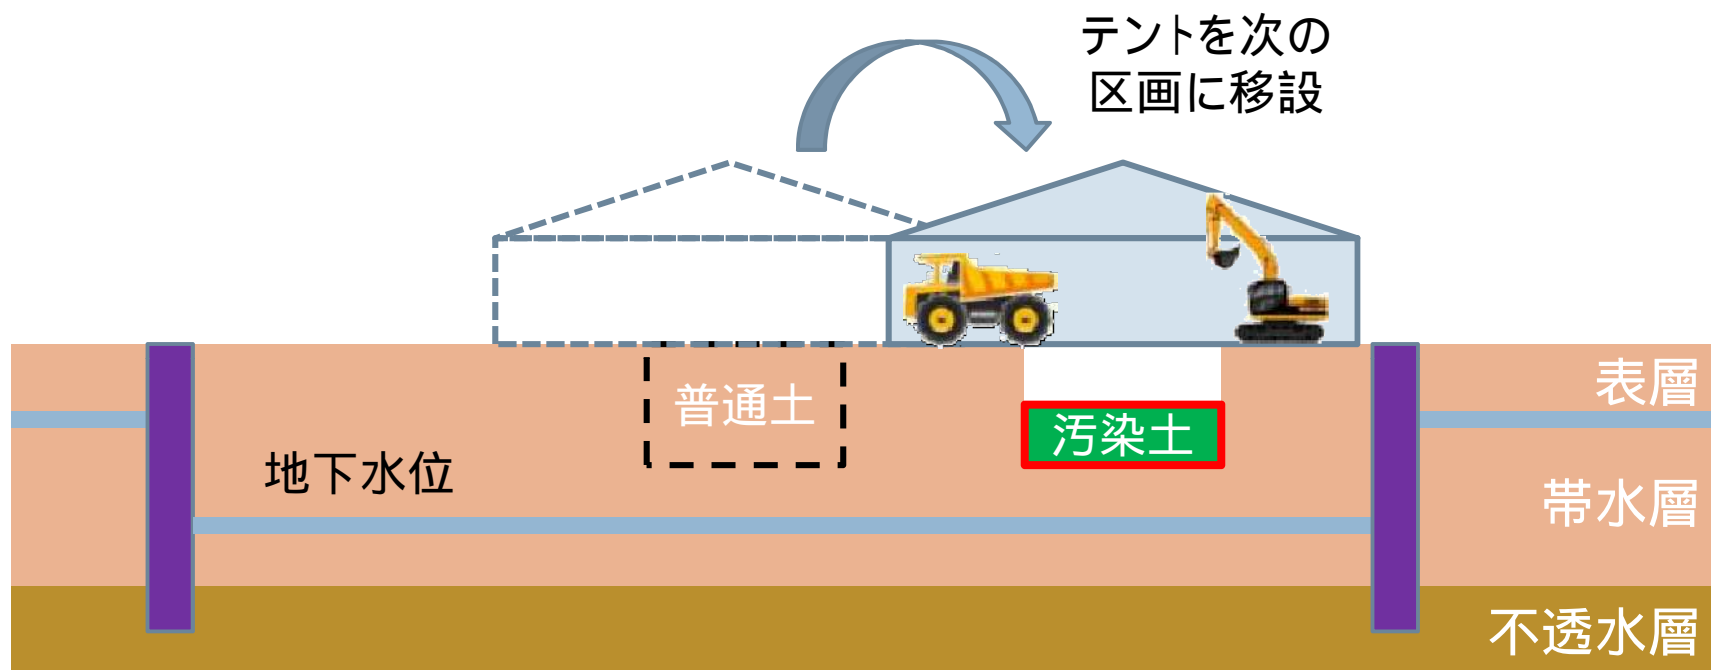 テントを次の
区画に移設
表層
普通土
汚染土
地下水位
帯水層
不透水層